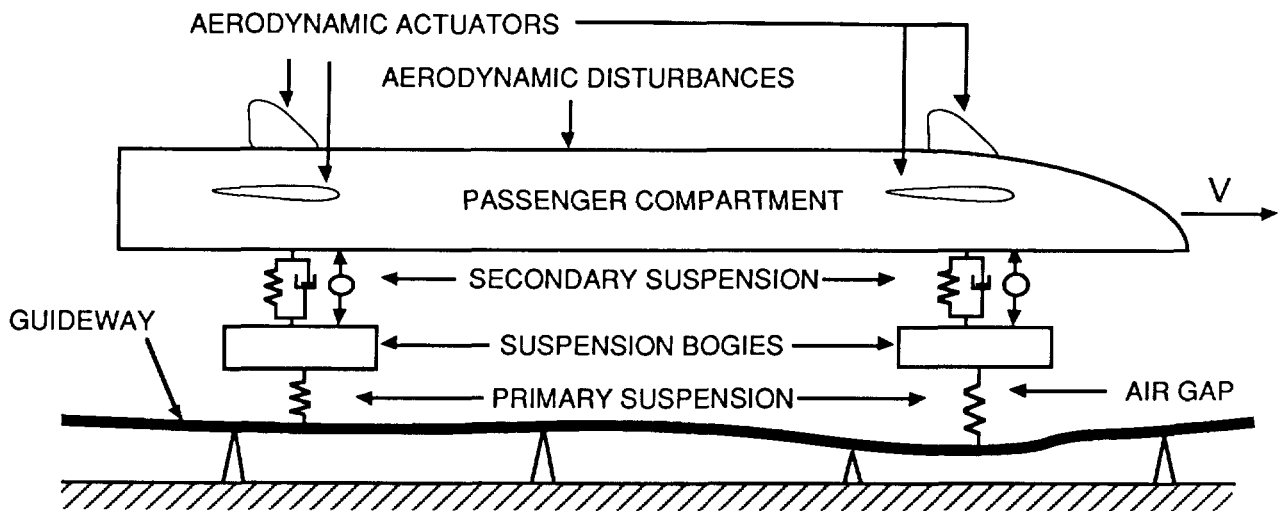 AERODYNAMIC ACTUATORS
AERODYNAMIC DISTURBANCES
PASSENGER COMPARTMENT
V
SECONDARY SUSPENSION
GUIDEWAY
SUSPENSION BOGIES
PRIMARY SUSPENSION
AIR GAP